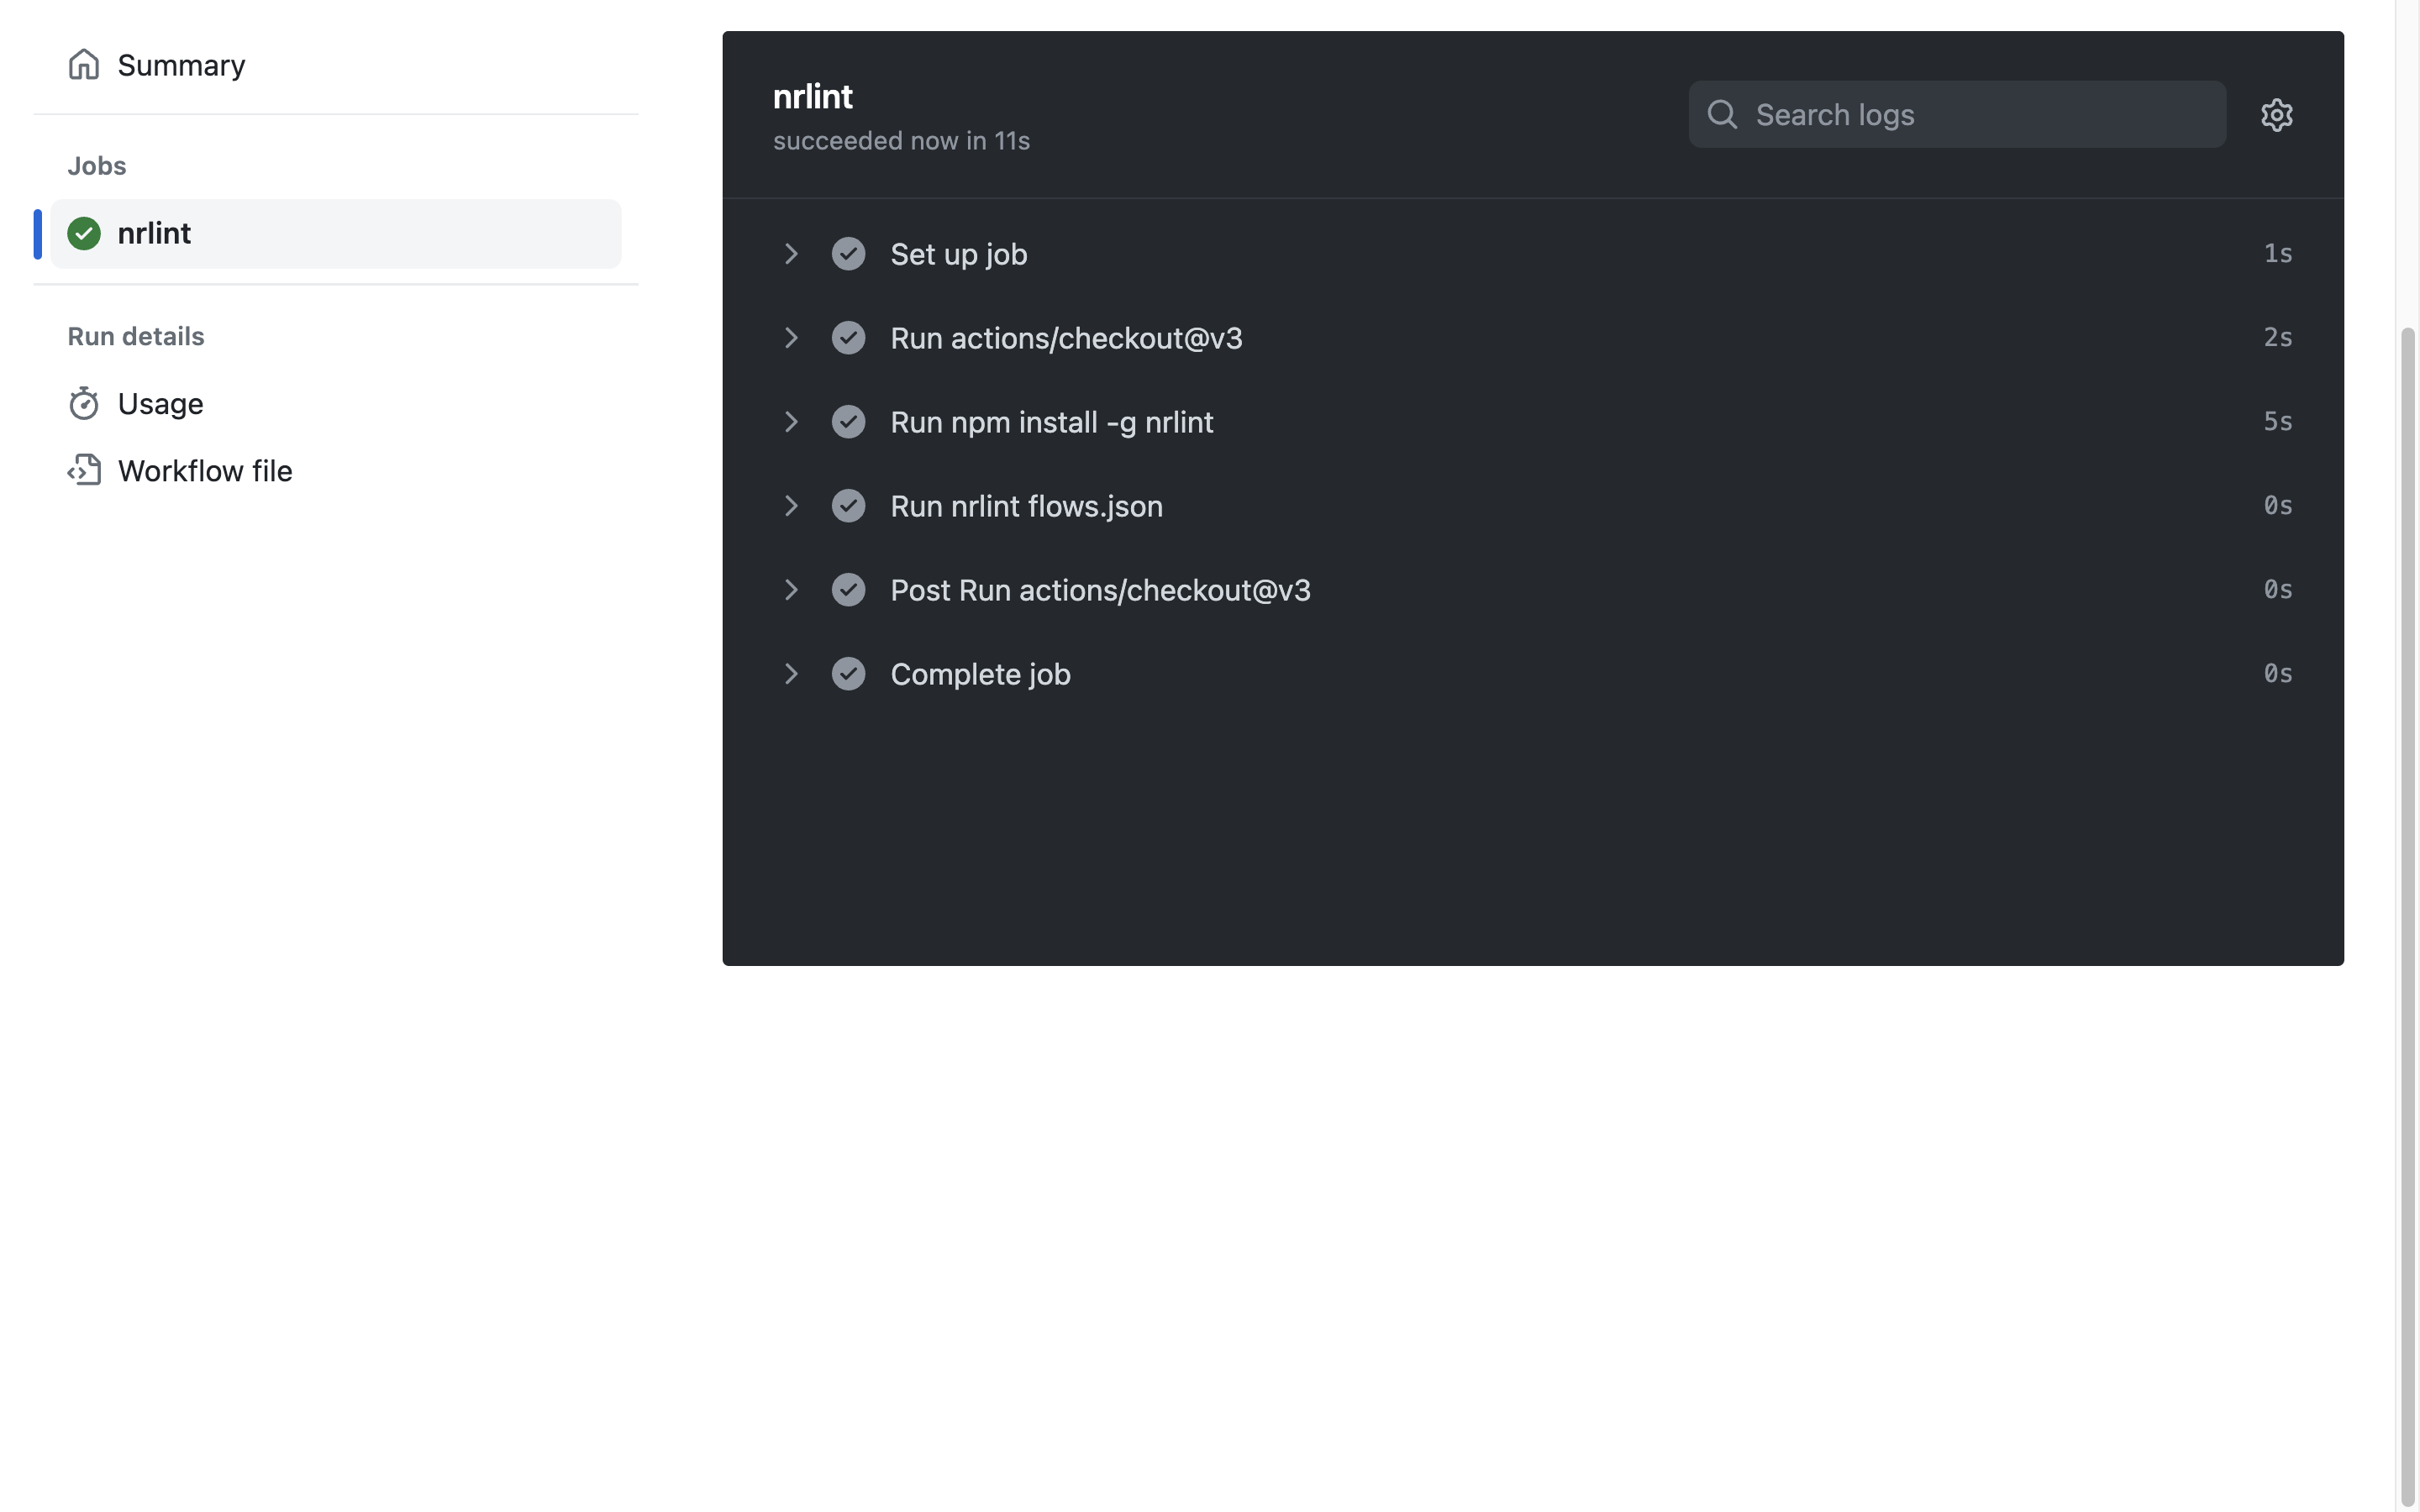 Summary
Jobs
nrlint
Run details
Usage
Workflow file
nrlint
succeeded now in 11s
Search logs
Set up job 1s
Run actions/checkout@v3 2s
Run npm install -g nrlint 5s
Run nrlint flows.json 0s
Post Run actions/checkout@v3 0s
Complete job 0s